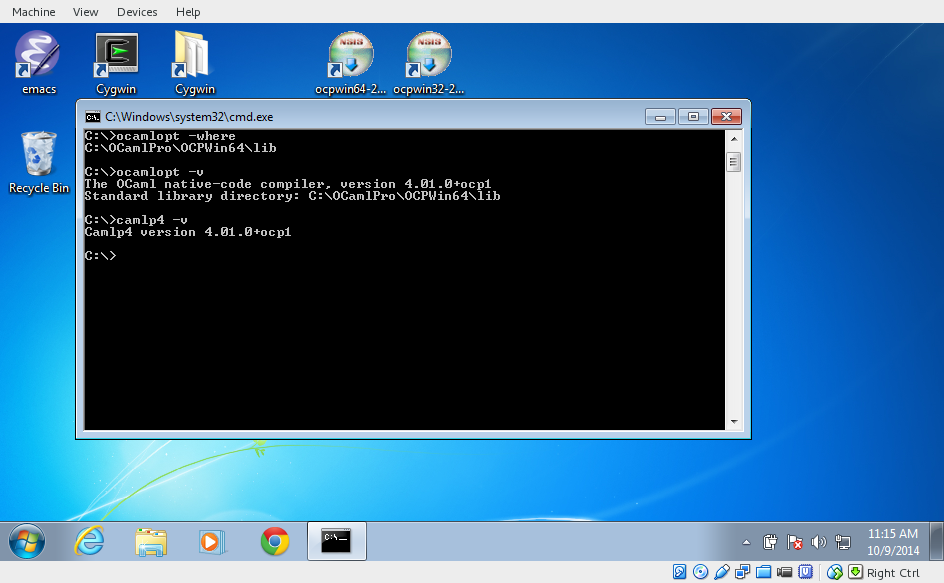 Machine View Devices Help
emacs
Cygwin
Cygwin
NSIS
ocpwin64-2...
NSIS
ocpwin32-2...
Recycle Bin
C:\Windows\system32\cmd.exe
C:\>ocamlopt -where
C:\OCamlPro\OCPWin64\lib
C:\>ocamlopt -v
The OCaml native-code compiler, version 4.01.0+ocp1
Standard library directory: C:\OCamlPro\OCPWin64\lib
C:\>camlp4 -v
Camlp4 version 4.01.0+ocp1
C:\>
C:\_
11:15 AM
10/9/2014
Right Ctrl